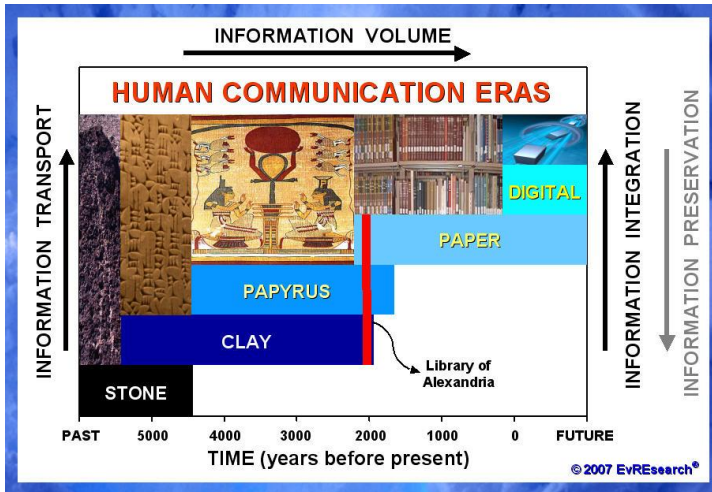 INFORMATION VOLUME
HUMAN COMMUNICATION ERAS
INFORMATION TRANSPORT
DIGITAL
PAPER
PAPYRUS
CLAY
STONE
Library of
Alexandria
INFORMATION INTEGRATION
INFORMATION PRESERVATION
PAST 5000 4000 3000 2000 1000 0 FUTURE
TIME (years before present)
© 2007 EvREsearch®